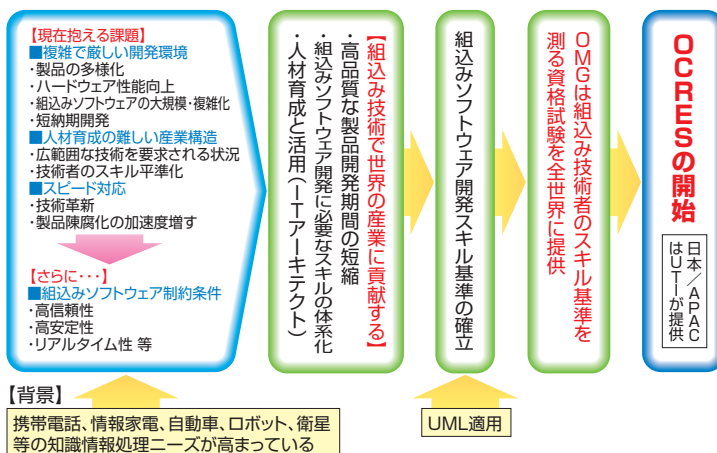 【現在抱える課題】
■複雑で厳しい開発環境
・製品の多様化
・ハードウェア性能向上
・組込みソフトウェアの大規模・複雑化
・短納期開発
■人材育成の難しい産業構造
・広範囲な技術を要求される状況
・技術者のスキル平準化
■スピード対応
・技術革新
・製品陳腐化の加速度増す
【さらに・・・】
■組込みソフトウェア制約条件
・高信頼性
・高安定性
・リアルタイム性 等
【背景】
携帯電話、情報家電、自動車、ロボット、衛星
等の知識情報処理ニーズが高まっている
【組込み技術で世界の産業に貢献する】
・高品質な製品開発期間の短縮
・組込みソフトウェア開発に必要なスキルの体系化
・人材育成と活用（ITアーキテクト）
組込みソフトウェア開発スキル基準の確立
UML適用
OMGは組込み技術者のスキル基準を
測る資格試験を全世界に提供
OCRESの開始
日本／APAC
はUTIが提供